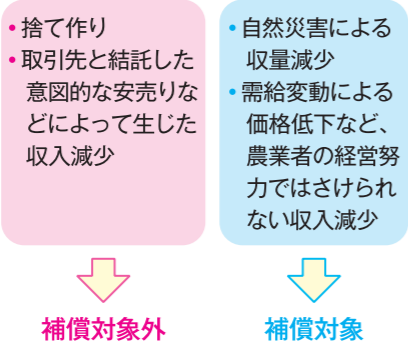 • 捨て作り
• 取引先と結託した
意図的な安売りな
どによって生じた
収入減少
補償対象外
• 自然災害による
収量減少
• 需給変動による
価格低下など、
農業者の経営努
力ではさけられ
ない収入減少
補償対象